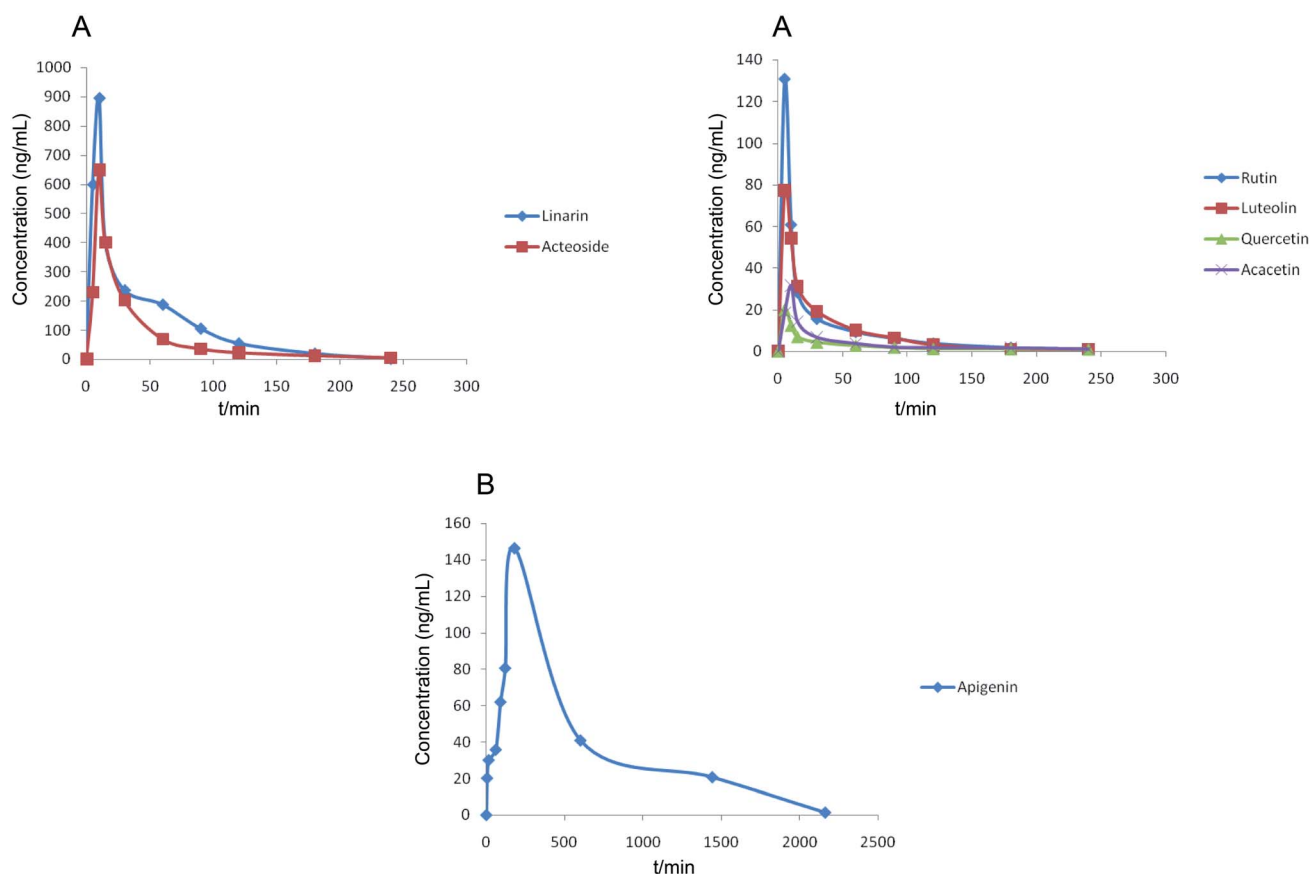 A
1000
900
800
700
600
500
400
300
200
100
0
Concentration (ng/mL)
0 50 100 150 200 250 300
t/min
Linarin
Acteoside
A
140
120
100
80
60
40
20
0
Concentration (ng/mL)
0 50 100 150 200 250 300
t/min
Rutin
Luteolin
Quercetin
Acacetin
B
160
140
120
100
80
60
40
20
0
Concentration (ng/mL)
0 500 1000 1500 2000 2500
t/min
Apigenin